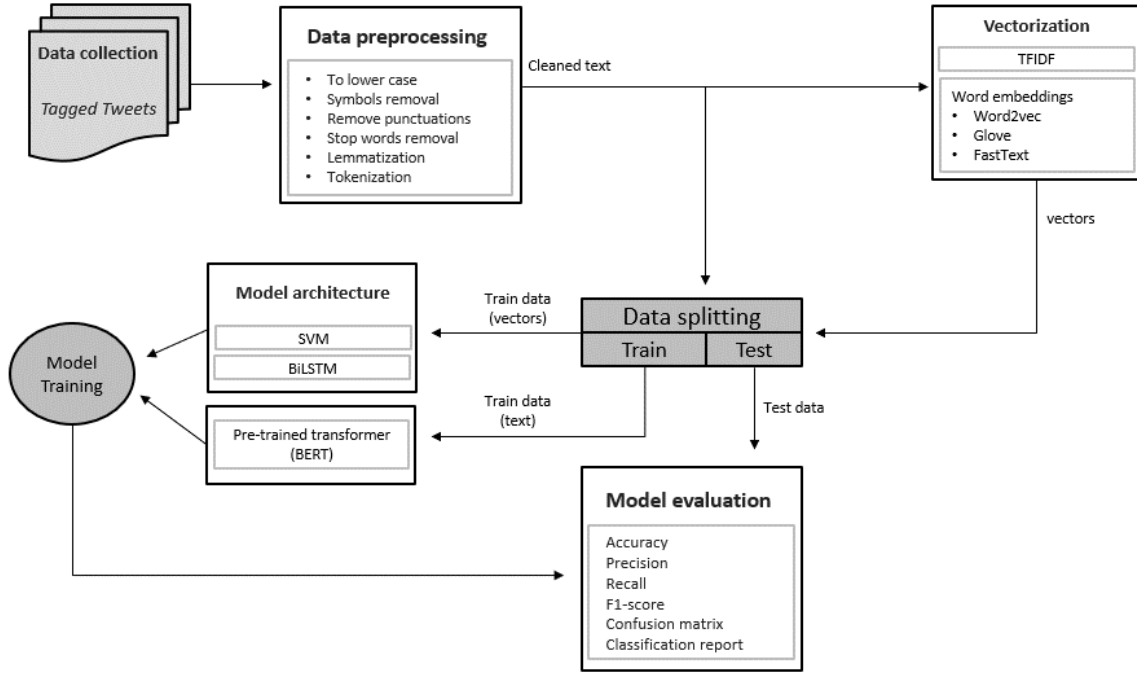 Data collection
Tagged Tweets
Data preprocessing
• To lower case
• Symbols removal
• Remove punctuations
• Stop words removal
• Lemmatization
• Tokenization
Cleaned text
Vectorization
TFIDF
Word embeddings
• Word2vec
• Glove
• FastText
vectors
Data splitting
Train
Test
Train data
(vectors)
Train data
(text)
Test data
Model architecture
SVM
BiLSTM
Pre-trained transformer
(BERT)
Model
Training
Model evaluation
Accuracy
Precision
Recall
F1-score
Confusion matrix
Classification report